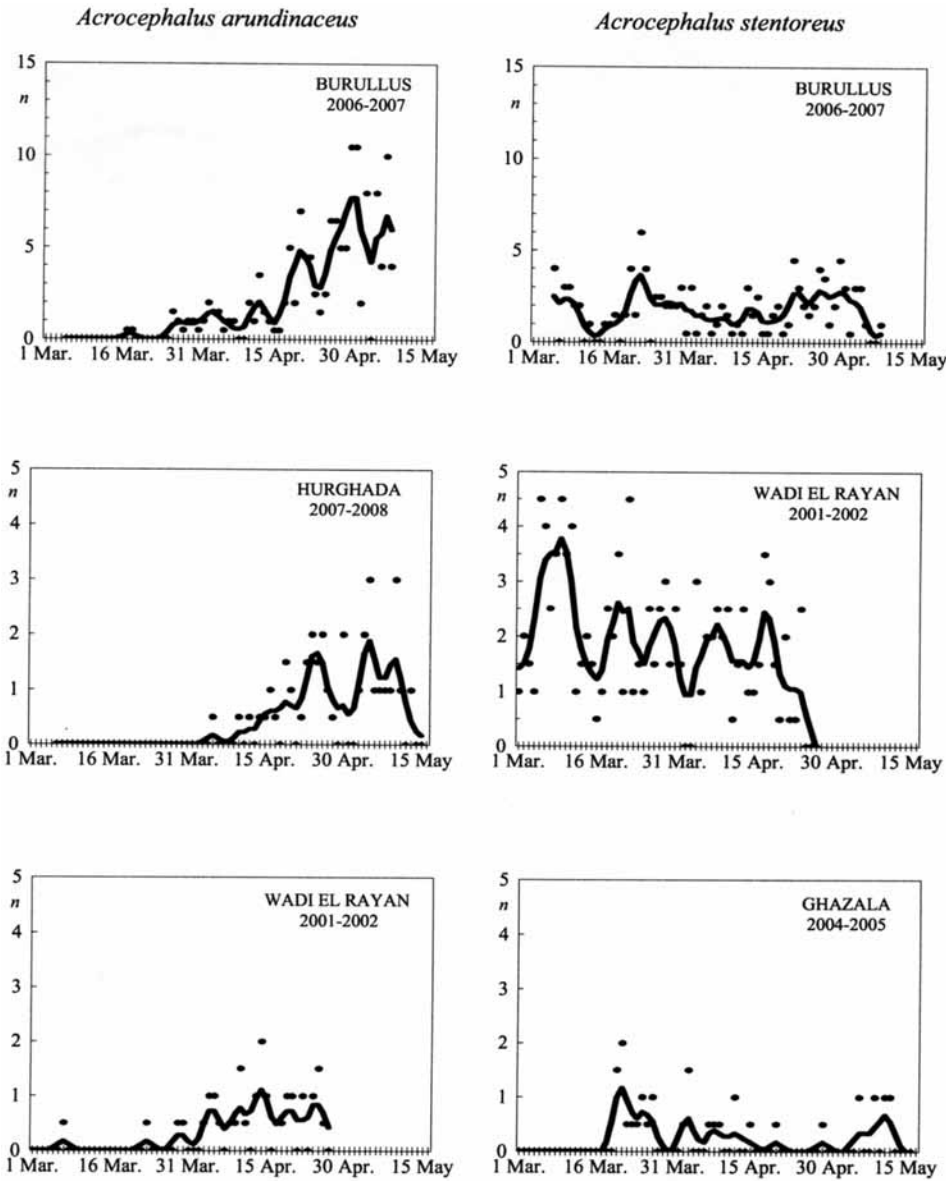 Acrocephalus arundinaceus
Acrocephalus stentoreus
15
n
10
5
0
BURULLUS
2006-2007
1 Mar. 16 Mar. 31 Mar. 15 Apr. 30 Apr. 15 May
15
n
10
5
0
BURULLUS
2006-2007
1 Mar. 16 Mar. 31 Mar. 15 Apr. 30 Apr. 15 May
5
n
4
3
2
1
0
HURGHADA
2007-2008
1 Mar. 16 Mar. 31 Mar. 15 Apr. 30 Apr. 15 May
5
n
4
3
2
1
0
WADI EL RAYAN
2001-2002
1 Mar. 16 Mar. 31 Mar. 15 Apr. 30 Apr. 15 May
5
n
4
3
2
1
0
WADI EL RAYAN
2001-2002
1 Mar. 16 Mar. 31 Mar. 15 Apr. 30 Apr. 15 May
5
n
4
3
2
1
0
GHAZALA
2004-2005
1 Mar. 16 Mar. 31 Mar. 15 Apr. 30 Apr. 15 May